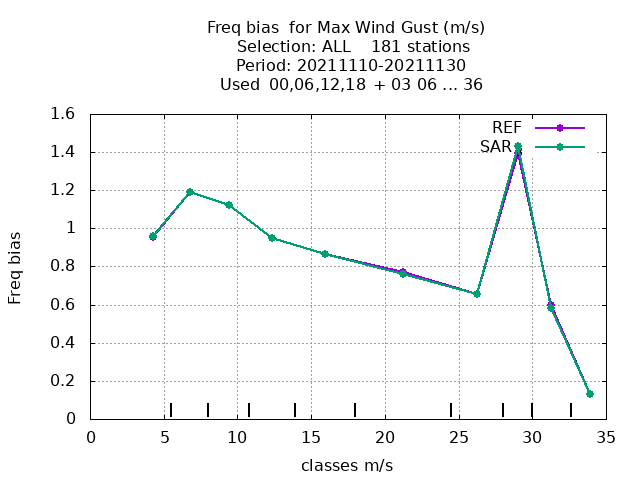 Freq bias  for Max Wind Gust (m/s)
Selection: ALL    181 stations
Period: 20211110-20211130
Used  00,06,12,18  + 03 06 ... 36
REF
SAR
1.6
1.4
1.2
1
0.8
0.6
0.4
0.2
0
Freq bias
0 5 10 15 20 25 30 35
classes m/s